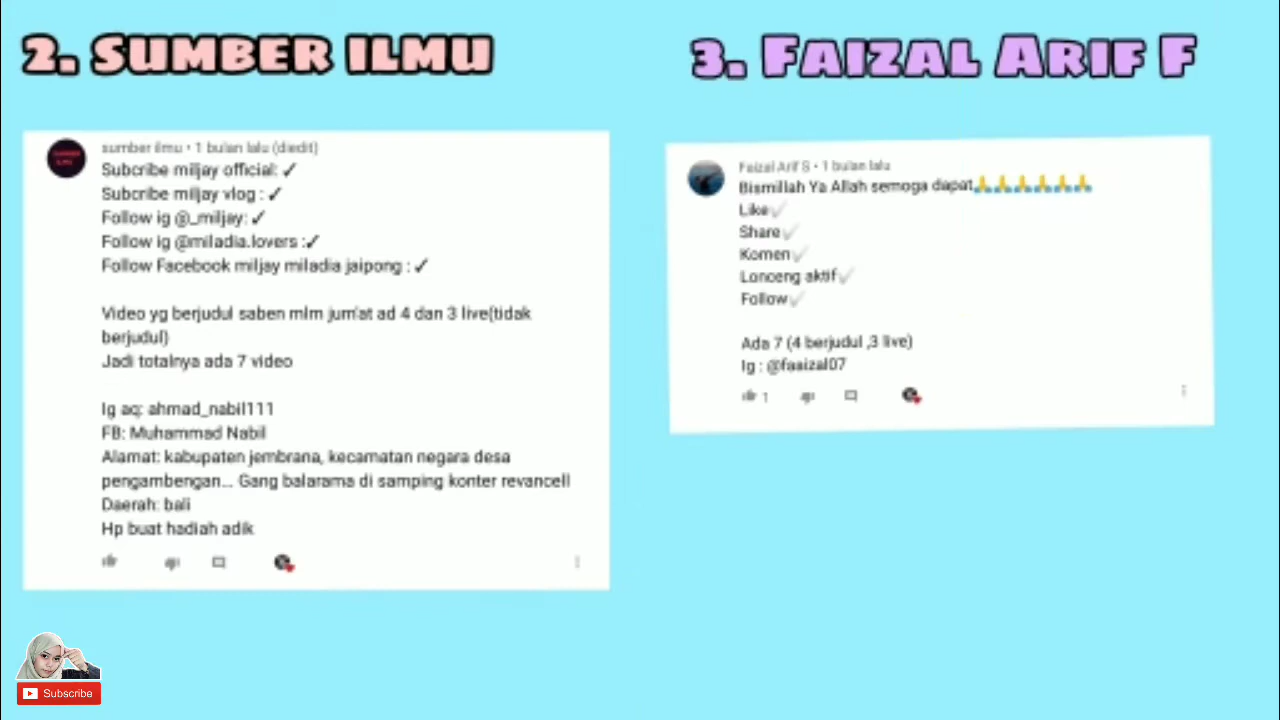 2. Sumber Ilmu
sumber ilmu • 1 bulan lalu (diedit)
Subcribe miljay official: ✓
Subcribe miljay vlog : ✓
Follow ig @_miljay: ✓
Follow ig @miladia.lovers :✓
Follow Facebook miljay miladia jaipong : ✓
Video yg berjudul saben mlm jum'at ad 4 dan 3 live(tidak
berjudul)
Jadi totalnya ada 7 video
Ig aq: ahmad_nabil111
FB: Muhammad Nabil
Alamat: kabupaten jembrana, kecamatan negara desa
pengambengan... Gang balarama di samping konter revancell
Daerah: bali
Hp buat hadiah adik
3. Faizal Arif F
Faizal Arif S • 1 bulan lalu
Bismillah Ya Allah semoga dapat🙏🙏🙏🙏🙏🙏
Like✓
Share✓
Komen✓
Lonceng aktif✓
Follow✓
Ada 7 (4 berjudul ,3 live)
Ig : @faaizal07
1
Subscribe